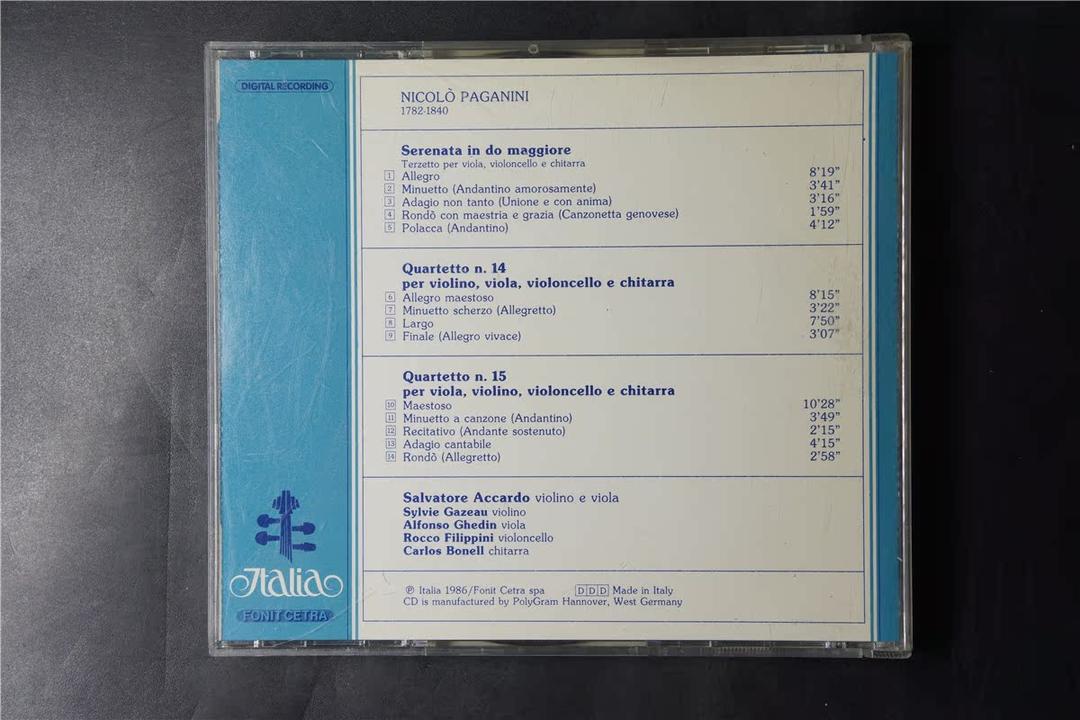 DIGITAL RECORDING
NICOLÒ PAGANINI
1782-1840
Serenata in do maggiore
Terzetto per viola, violoncello e chitarra
1 Allegro 8'19"
2 Minuetto (Andantino amorosamente) 3'41"
3 Adagio non tanto (Unione e con anima) 3'16"
4 Rondõ con maestria e grazia (Canzonetta genovese) 1'59"
5 Polacca (Andantino) 4'12"
Quartetto n. 14
per violino, viola, violoncello e chitarra
6 Allegro maestoso 8'15"
7 Minuetto scherzo (Allegretto) 3'22"
8 Largo 7'50"
9 Finale (Allegro vivace) 3'07"
Quartetto n. 15
per viola, violino, violoncello e chitarra
10 Maestoso 10'28"
11 Minuetto a canzone (Andantino) 3'49"
12 Recitativo (Andante sostenuto) 2'15"
13 Adagio cantabile 4'15"
14 Rondõ (Allegretto) 2'58"
Salvatore Accardo violino e viola
Sylvie Gazeau violino
Alfonso Ghedin viola
Rocco Filippini violoncello
Carlos Bonell chitarra
℗ Italia 1986/Fonit Cetra spa DDD Made in Italy
CD is manufactured by PolyGram Hannover, West Germany
Italia
FONIT CETRA